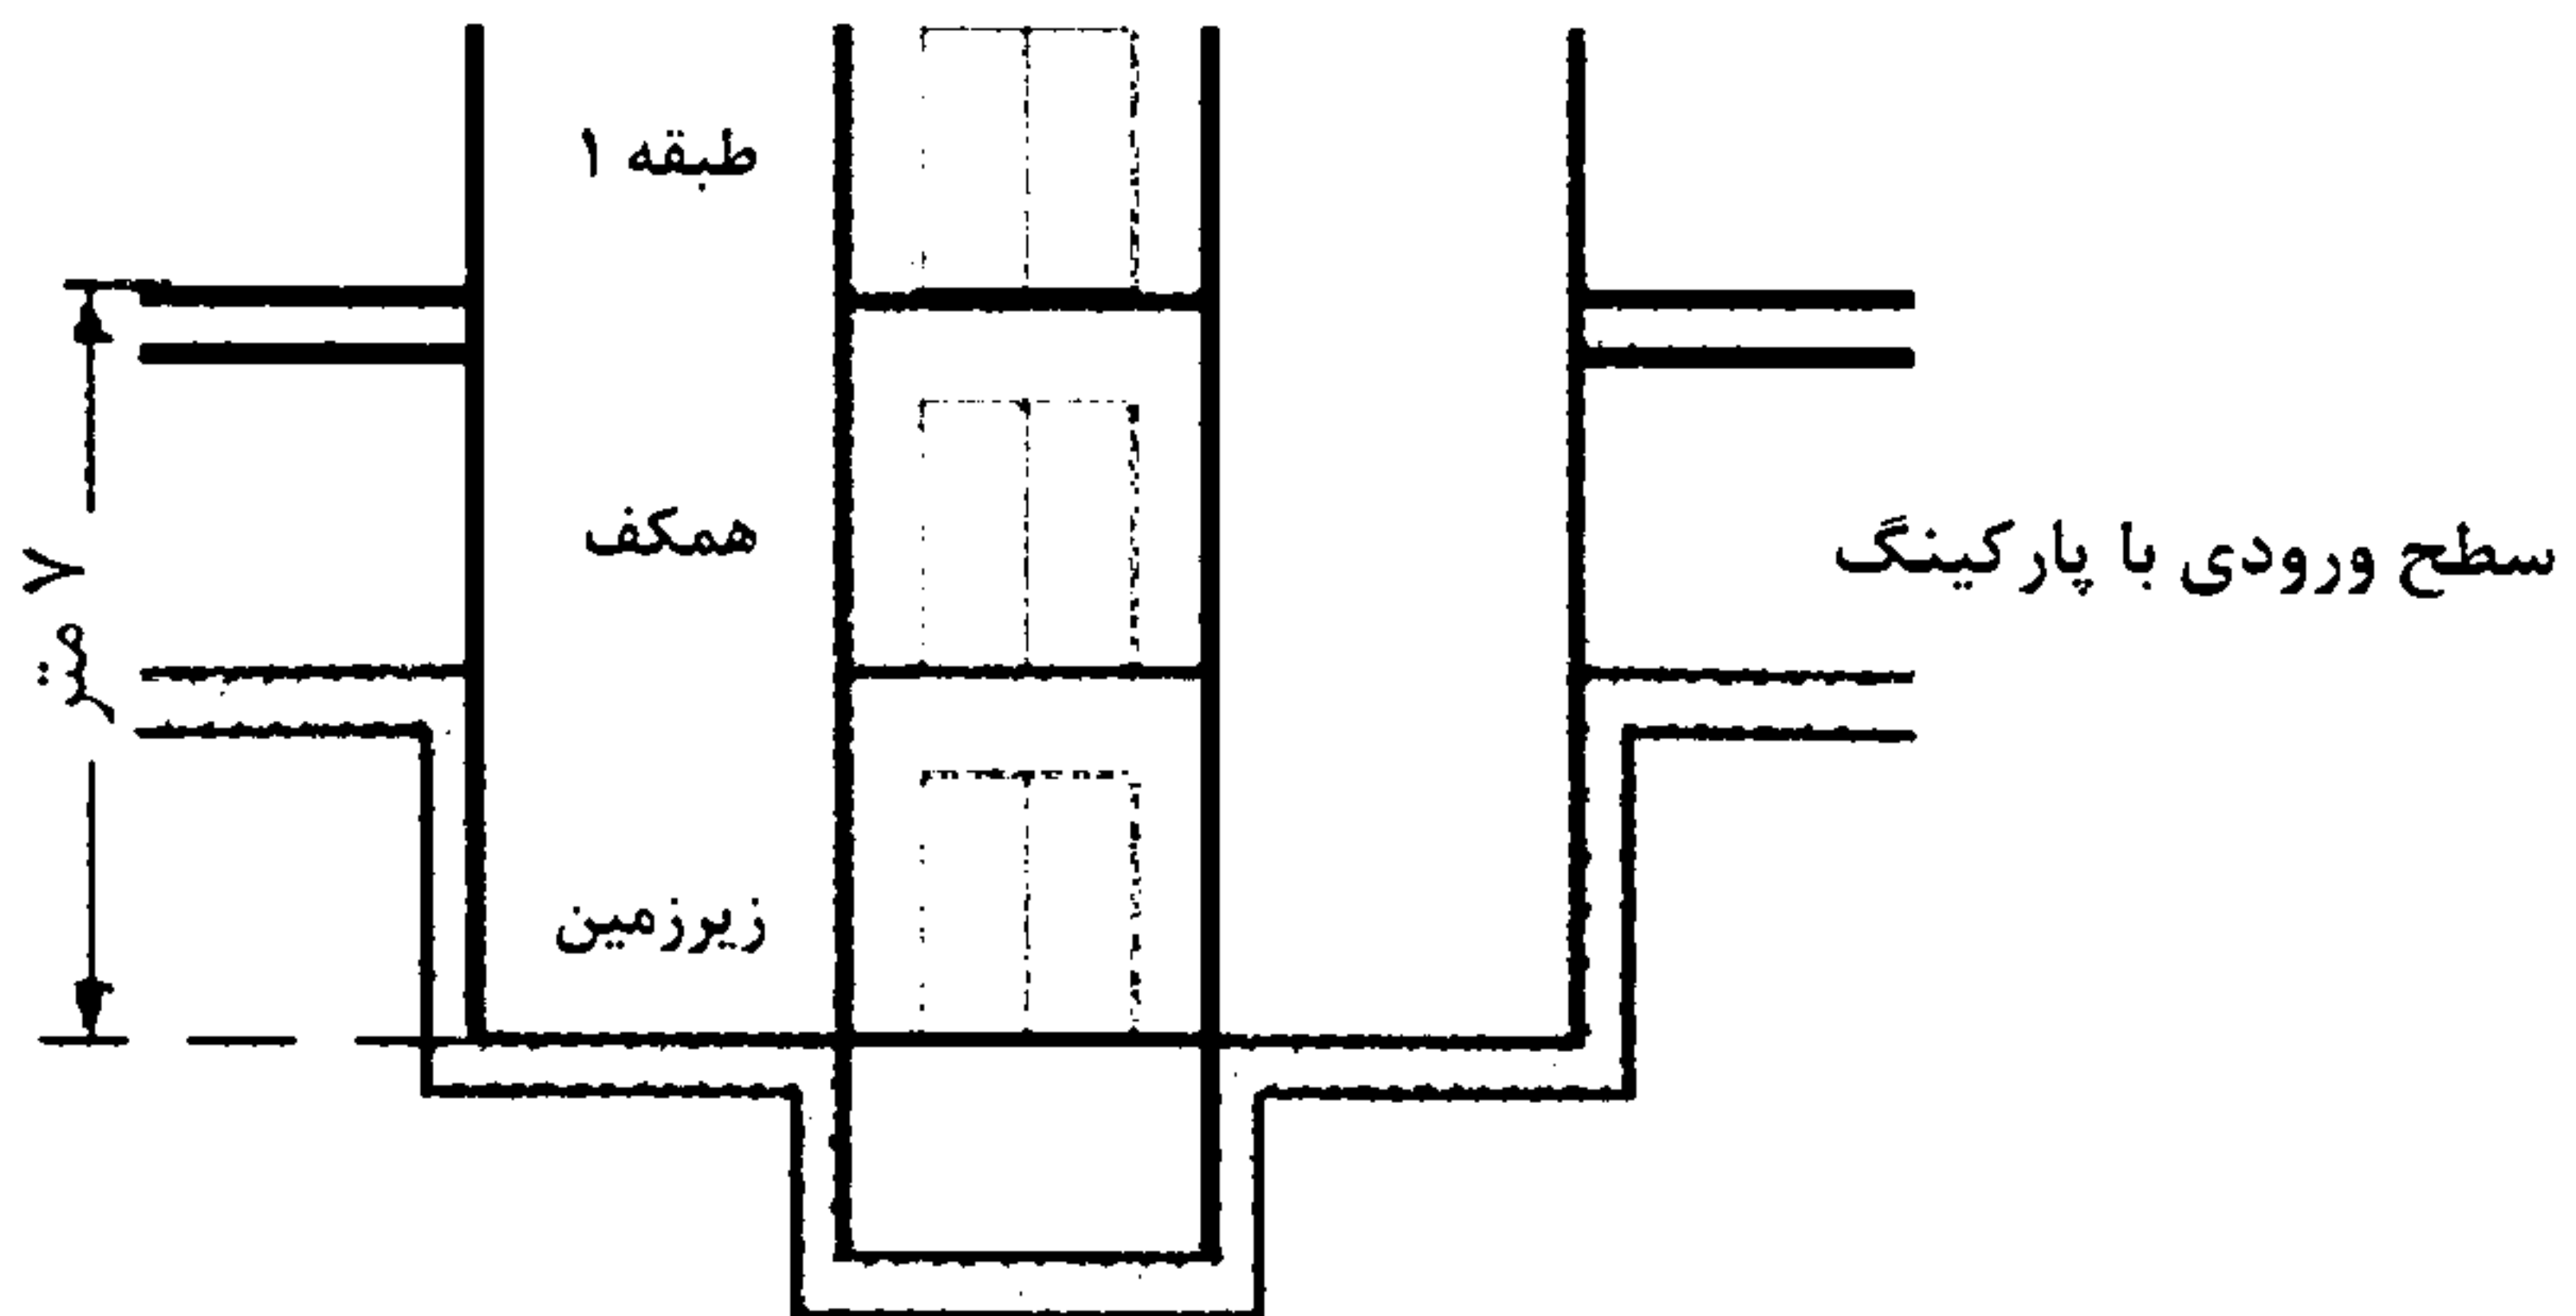 طبقه ۱
همکف
سطح ورودی با پارکینگ
زیرزمین
۷ متر